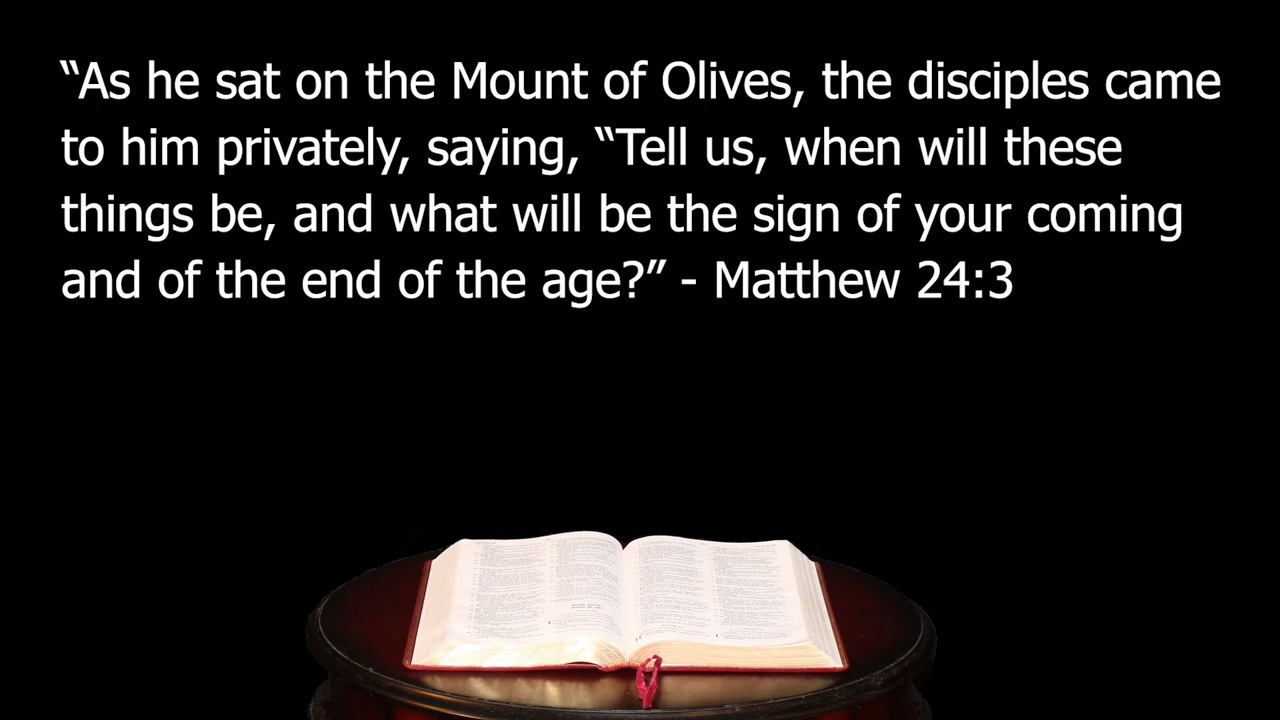 “As he sat on the Mount of Olives, the disciples came
to him privately, saying, “Tell us, when will these
things be, and what will be the sign of your coming
and of the end of the age?” - Matthew 24:3